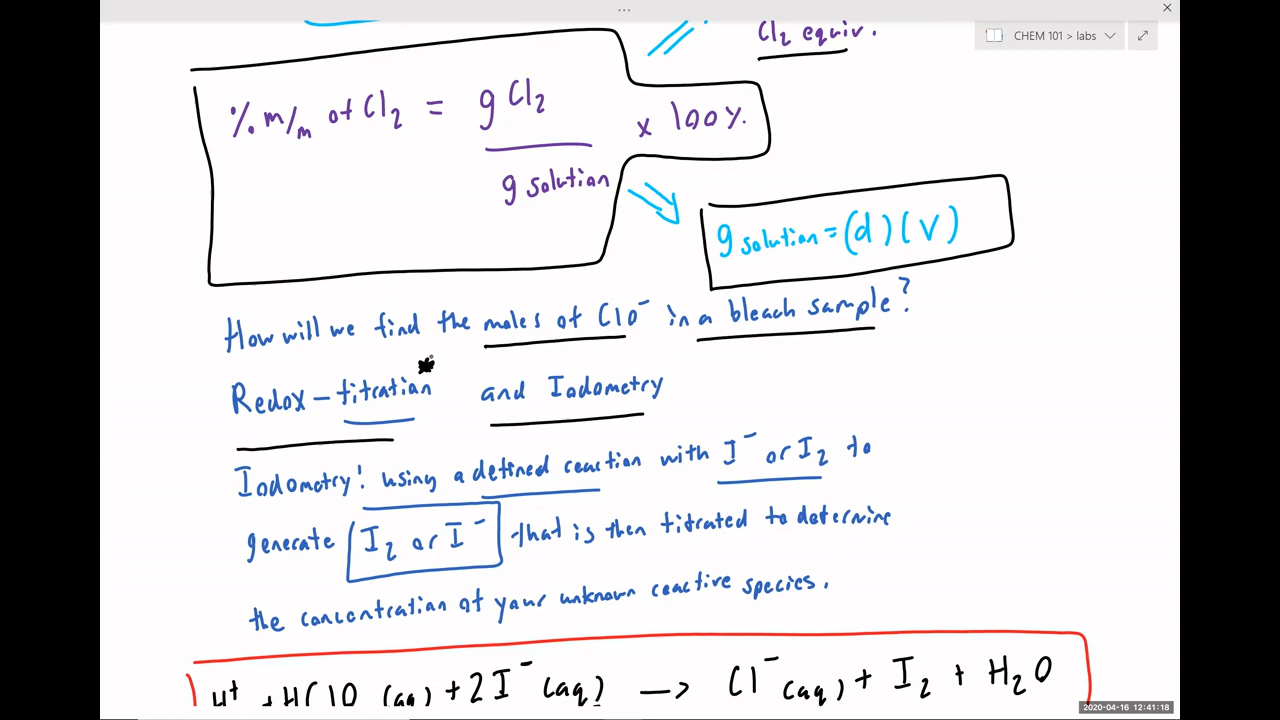 ...
Cl₂ equiv.
CHEM 101 > labs
% m/m of Cl₂ = g Cl₂ / g solution x 100%
g solution = (d)(V)
How will we find the moles of ClO⁻ in a bleach sample?
Redox - titration and Iodometry
Iodometry: using a defined reaction with I⁻ or I₂ to
generate I₂ or I⁻ that is then titrated to determine
the concentration of your unknown reactive species.
H⁺ + HClO (aq) + 2I⁻ (aq) → Cl⁻ (aq) + I₂ + H₂O
2020-04-16 12:41:18